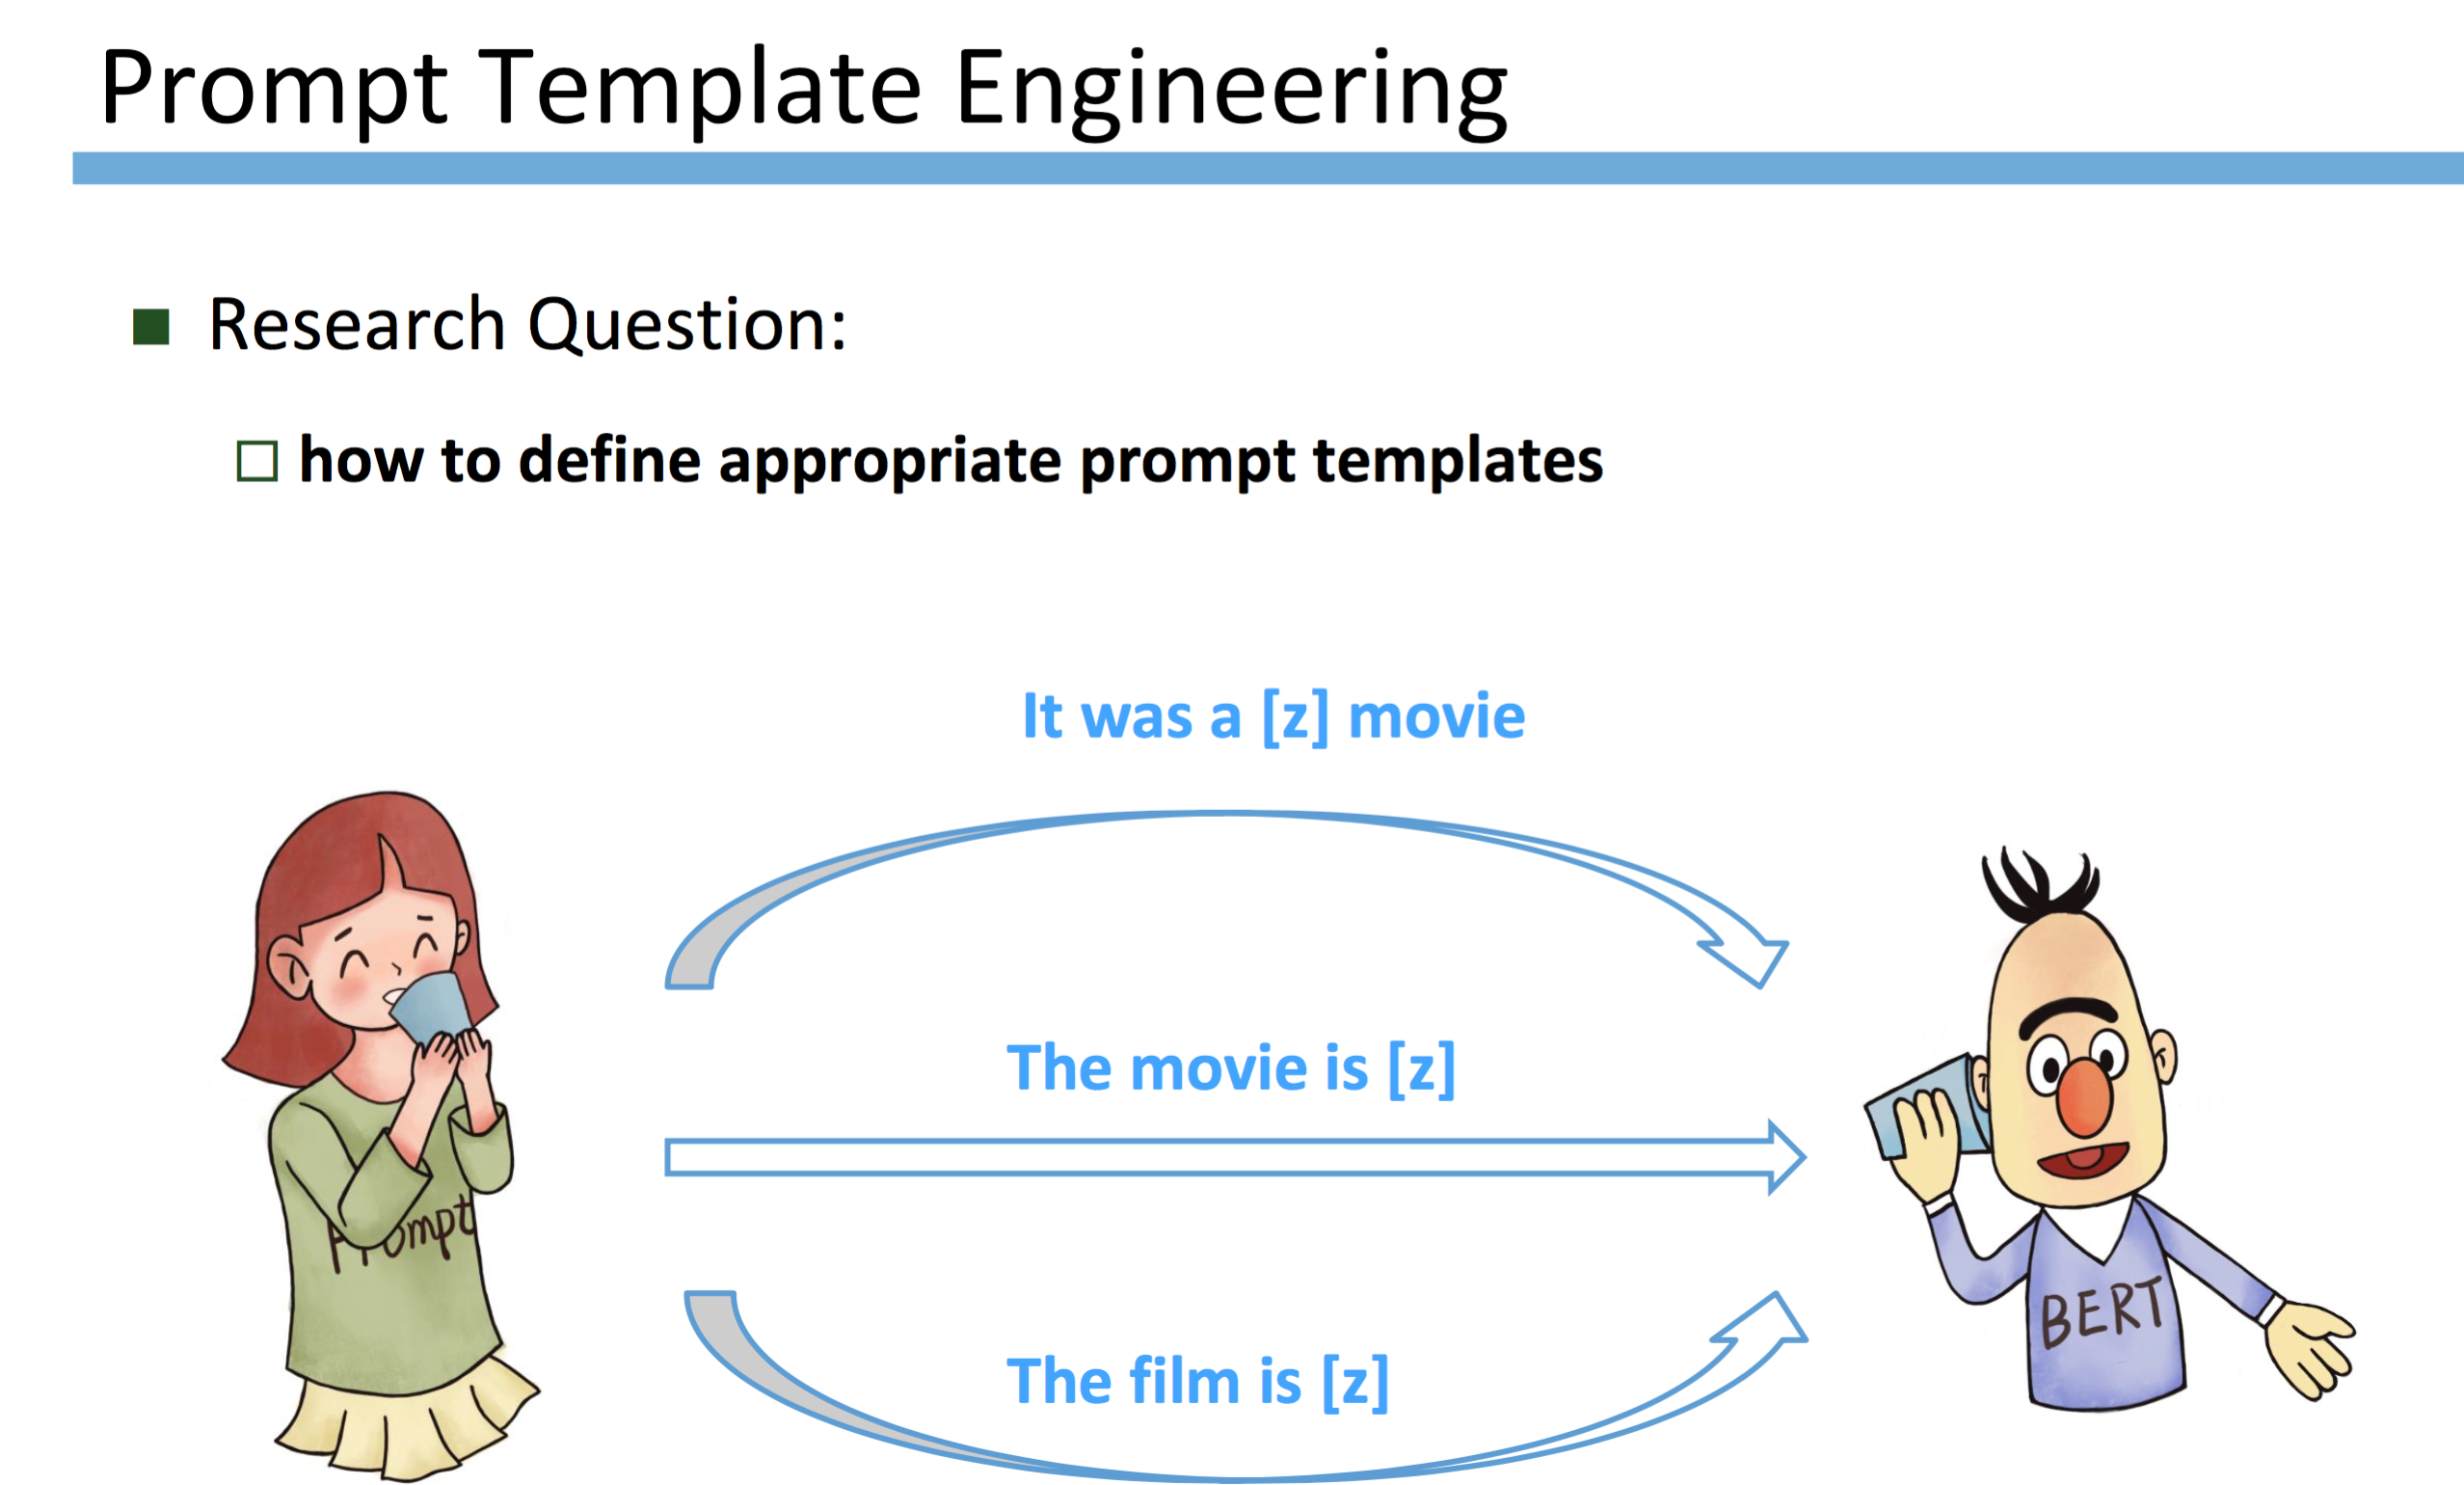 Prompt Template Engineering
Research Question:
how to define appropriate prompt templates
It was a [z] movie
The movie is [z]
Prompt
BERT
The film is [z]